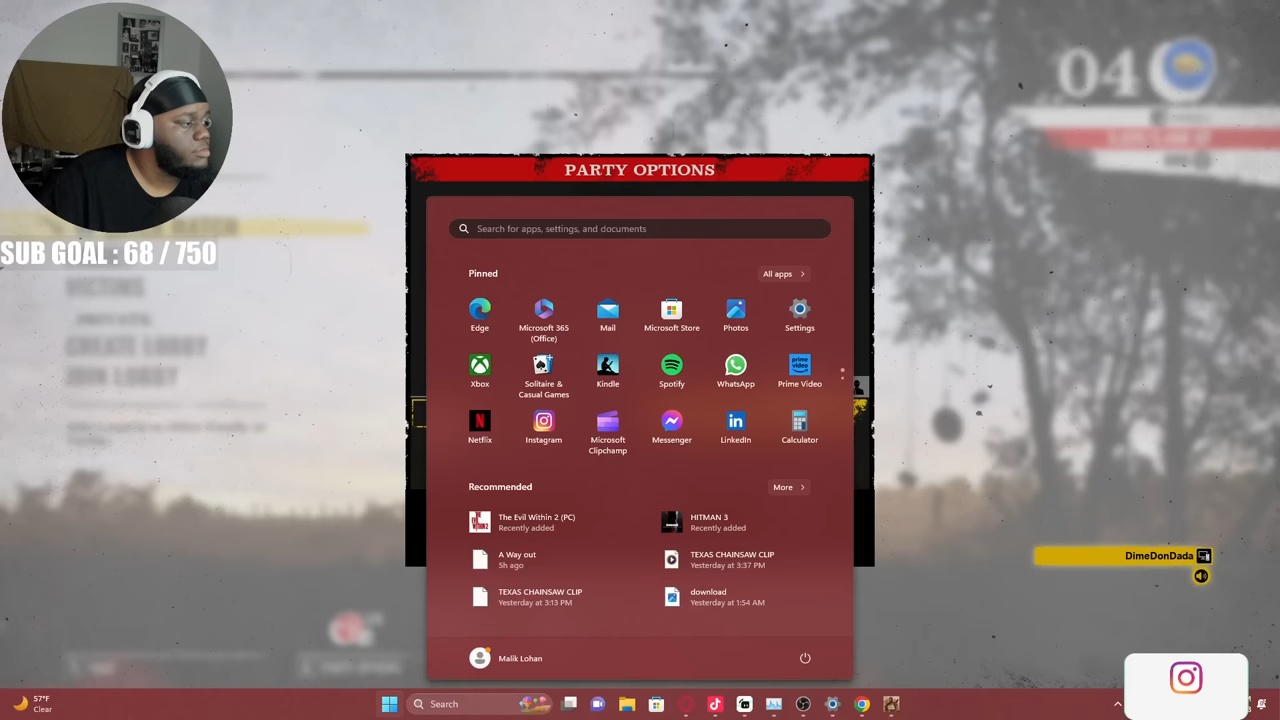 04
PARTY OPTIONS
SUB GOAL : 68 / 750
Search for apps, settings, and documents
Pinned
All apps
Edge
Microsoft 365
(Office)
Mail
Microsoft Store
Photos
Settings
Xbox
Solitaire &
Casual Games
Kindle
Spotify
WhatsApp
prime
video
Prime Video
Netflix
Instagram
Microsoft
Clipchamp
Messenger
LinkedIn
Calculator
Recommended
More
The Evil Within 2 (PC)
Recently added
HITMAN 3
Recently added
A Way out
5h ago
TEXAS CHAINSAW CLIP
Yesterday at 3:37 PM
TEXAS CHAINSAW CLIP
Yesterday at 3:13 PM
download
Yesterday at 1:54 AM
DimeDonDada
Malik Lohan
57°F
Clear
Search
CREATE LOBBY